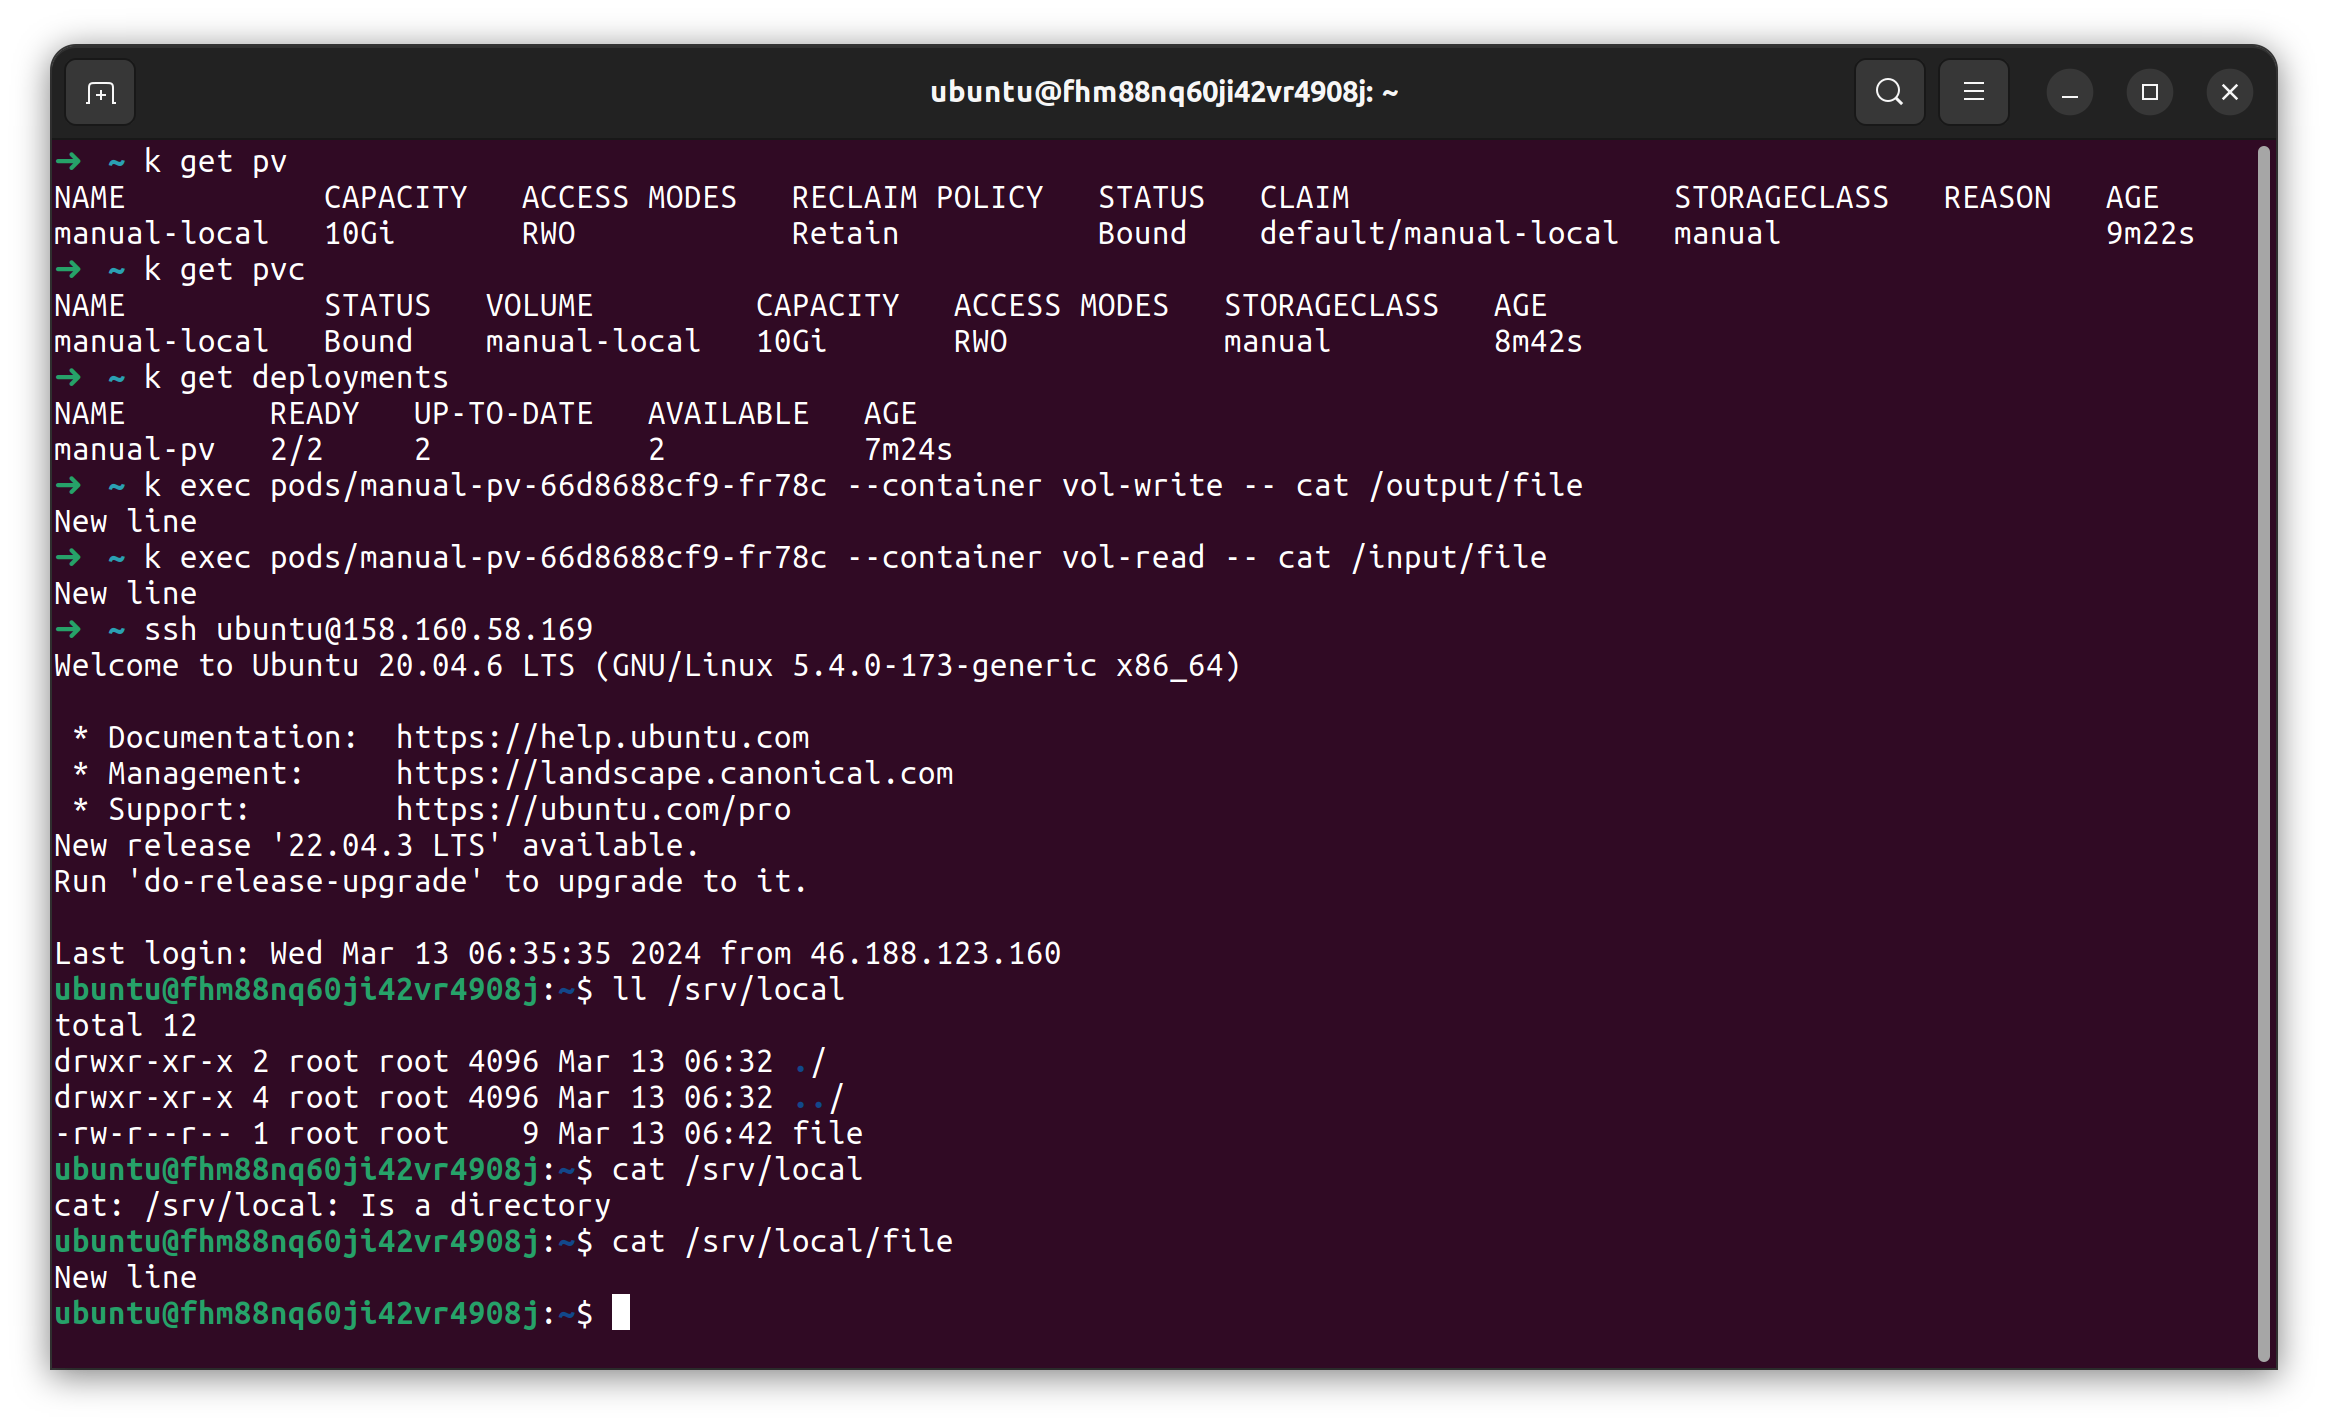 ubuntu@fhm88nq60ji42vr4908j: ~
➜  ~ k get pv
NAME           CAPACITY   ACCESS MODES   RECLAIM POLICY   STATUS   CLAIM                  STORAGECLASS   REASON   AGE
manual-local   10Gi       RWO            Retain           Bound    default/manual-local   manual                  9m22s
➜  ~ k get pvc
NAME           STATUS   VOLUME         CAPACITY   ACCESS MODES   STORAGECLASS   AGE
manual-local   Bound    manual-local   10Gi       RWO            manual         8m42s
➜  ~ k get deployments
NAME        READY   UP-TO-DATE   AVAILABLE   AGE
manual-pv   2/2     2            2           7m24s
➜  ~ k exec pods/manual-pv-66d8688cf9-fr78c --container vol-write -- cat /output/file
New line
➜  ~ k exec pods/manual-pv-66d8688cf9-fr78c --container vol-read -- cat /input/file
New line
➜  ~ ssh ubuntu@158.160.58.169
Welcome to Ubuntu 20.04.6 LTS (GNU/Linux 5.4.0-173-generic x86_64)
 * Documentation:  https://help.ubuntu.com
 * Management:     https://landscape.canonical.com
 * Support:        https://ubuntu.com/pro
New release '22.04.3 LTS' available.
Run 'do-release-upgrade' to upgrade to it.
Last login: Wed Mar 13 06:35:35 2024 from 46.188.123.160
ubuntu@fhm88nq60ji42vr4908j:~$ ll /srv/local
total 12
drwxr-xr-x 2 root root 4096 Mar 13 06:32 ./
drwxr-xr-x 4 root root 4096 Mar 13 06:32 ../
-rw-r--r-- 1 root root    9 Mar 13 06:42 file
ubuntu@fhm88nq60ji42vr4908j:~$ cat /srv/local
cat: /srv/local: Is a directory
ubuntu@fhm88nq60ji42vr4908j:~$ cat /srv/local/file
New line
ubuntu@fhm88nq60ji42vr4908j:~$